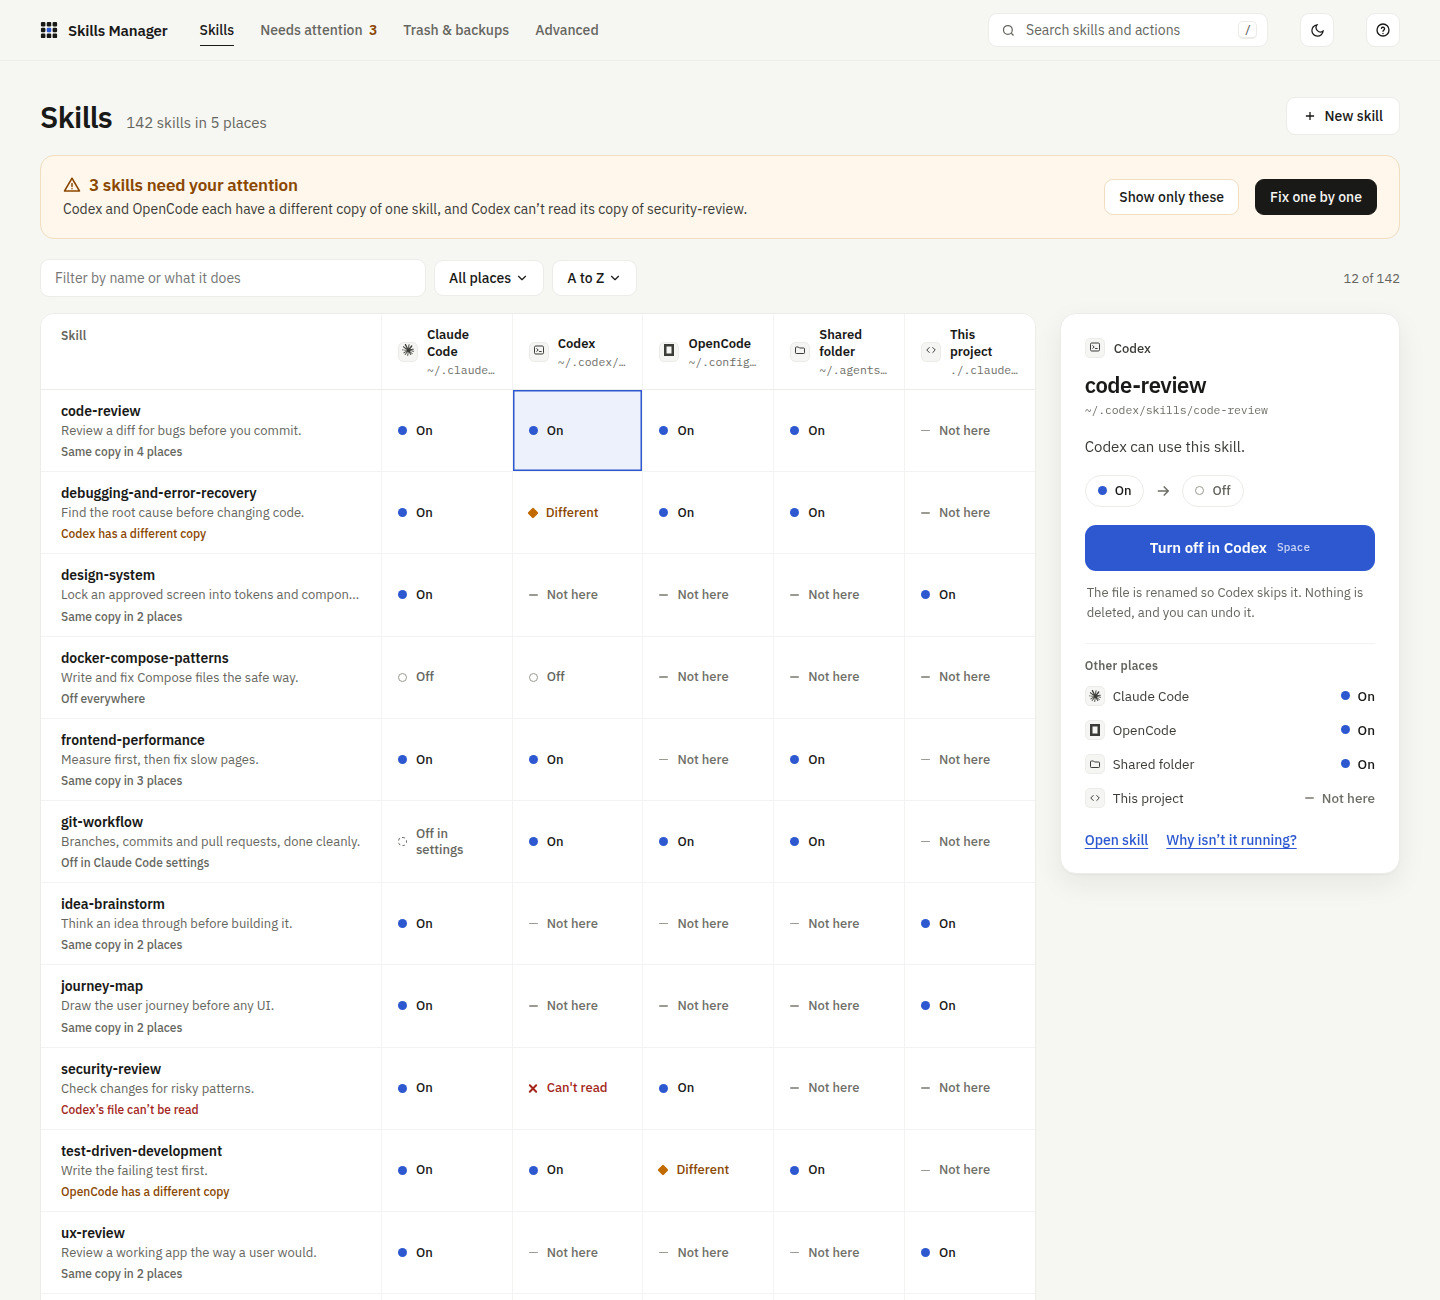 Skills Manager
Skills
Needs attention 3
Trash & backups
Advanced
Search skills and actions /
Skills 142 skills in 5 places
New skill
3 skills need your attention
Codex and OpenCode each have a different copy of one skill, and Codex can’t read its copy of security-review.
Show only these
Fix one by one
Filter by name or what it does
All places
A to Z
12 of 142
Skill
Claude Code
~/.claude…
Codex
~/.codex/…
OpenCode
~/.config…
Shared folder
~/.agents…
This project
./.claude…
code-review
Review a diff for bugs before you commit.
Same copy in 4 places
On
On
On
On
Not here
debugging-and-error-recovery
Find the root cause before changing code.
Codex has a different copy
On
Different
On
On
Not here
design-system
Lock an approved screen into tokens and compon…
Same copy in 2 places
On
Not here
Not here
Not here
On
docker-compose-patterns
Write and fix Compose files the safe way.
Off everywhere
Off
Off
Not here
Not here
Not here
frontend-performance
Measure first, then fix slow pages.
Same copy in 3 places
On
On
Not here
On
Not here
git-workflow
Branches, commits and pull requests, done cleanly.
Off in Claude Code settings
Off in settings
On
On
On
Not here
idea-brainstorm
Think an idea through before building it.
Same copy in 2 places
On
Not here
Not here
Not here
On
journey-map
Draw the user journey before any UI.
Same copy in 2 places
On
Not here
Not here
Not here
On
security-review
Check changes for risky patterns.
Codex’s file can’t be read
On
Can't read
On
Not here
Not here
test-driven-development
Write the failing test first.
OpenCode has a different copy
On
On
Different
On
Not here
ux-review
Review a working app the way a user would.
Same copy in 2 places
On
Not here
Not here
Not here
On
Codex
code-review
~/.codex/skills/code-review
Codex can use this skill.
On
Off
Turn off in Codex Space
The file is renamed so Codex skips it. Nothing is
deleted, and you can undo it.
Other places
Claude Code On
OpenCode On
Shared folder On
This project Not here
Open skill
Why isn’t it running?